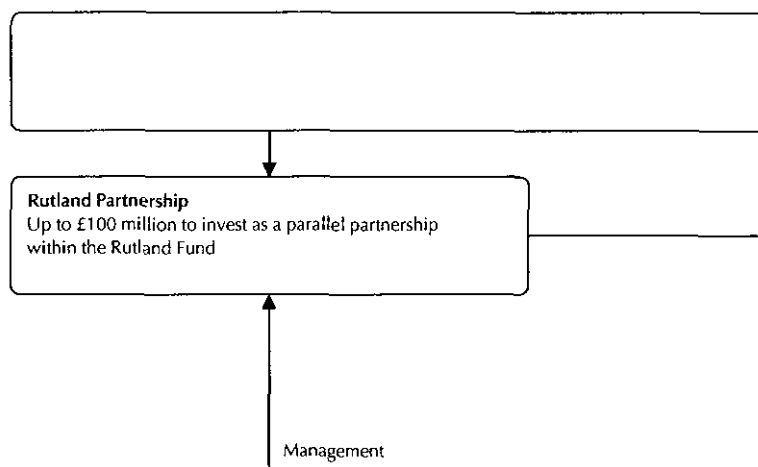 Rutland Partnership
Up to £100 million to invest as a parallel partnership
within the Rutland Fund
Management